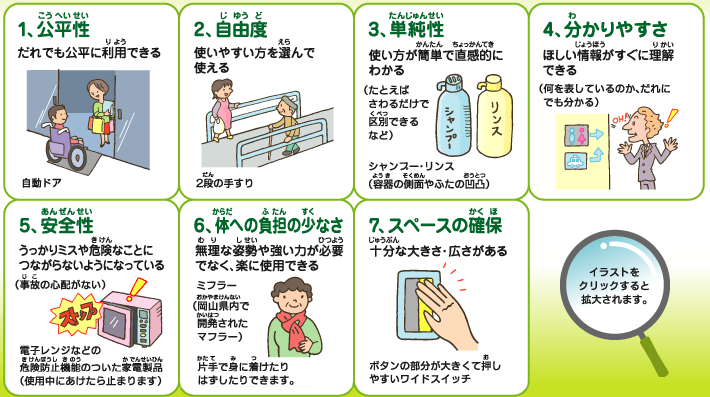 こうへいせい
1、公平性
りよう
だれでも公平に利用できる
自動ドア
じゆうど
2、自由度
えら
使いやすい方を選んで
使える
だん
2段の手すり
たんじゅんせい
3、単純性
かんたん ちょっかんてき
使い方が簡単で直感的に
わかる
(たとえば
さわるだけで
くべつ
区別できる
など)
シャンプー
リンス
シャンプー・リンス
ようき そくめん おうとつ
(容器の側面やふたの凹凸)
わ
4、分かりやすさ
じょうほう りかい
ほしい情報がすぐに理解
できる
(何を表しているのか、だれに
でも分かる)
OH!
あんぜんせい
5、安全性
きけん
うっかりミスや危険なことに
つながらないようになっている
じこ
(事故の心配がない)
ストップ
電子レンジなどの
きけんぼうしきのう かでんせいひん
危険防止機能のついた家電製品
(使用中にあけたら止まります)
からだ ふたん すく
6、体への負担の少なさ
むり しせい ひつよう
無理な姿勢や強い力が必要
でなく、楽に使用できる
マフラー
おかやまけんない
(岡山県内で
かいはつ
開発された
マフラー)
かたて み つ
片手で身に着けたり
はずしたりできます。
かくほ
7、スペースの確保
じゅうぶん
十分な大きさ・広さがある
お
ボタンの部分が大きくて押し
やすいワイドスイッチ
イラストを
クリックすると
拡大されます。